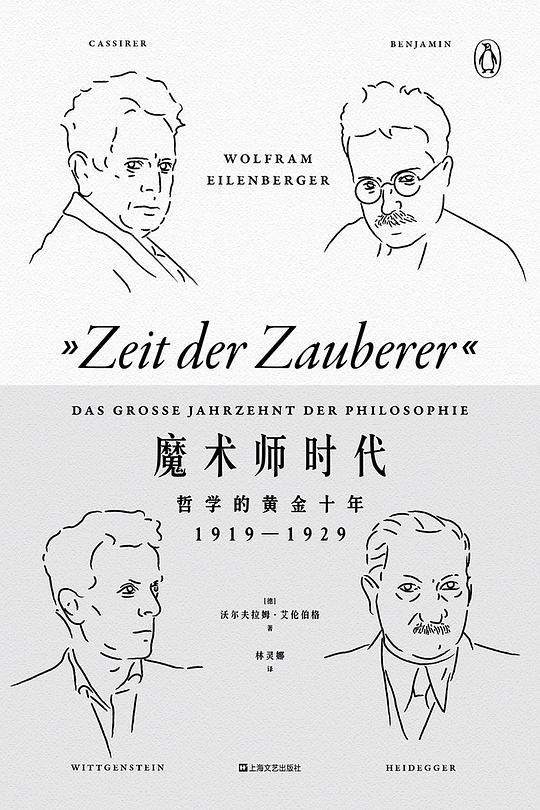 CASSIRER
BENJAMIN
WOLFRAM
EILENBERGER
»Zeit der Zauberer«
DAS GROSSE JAHRZEHNT DER PHILOSOPHIE
魔术师时代
哲学的黄金十年
1919—1929
[德]
沃尔夫拉姆·艾伦伯格
著
林灵娜
译
WITTGENSTEIN
上海文艺出版社
HEIDEGGER